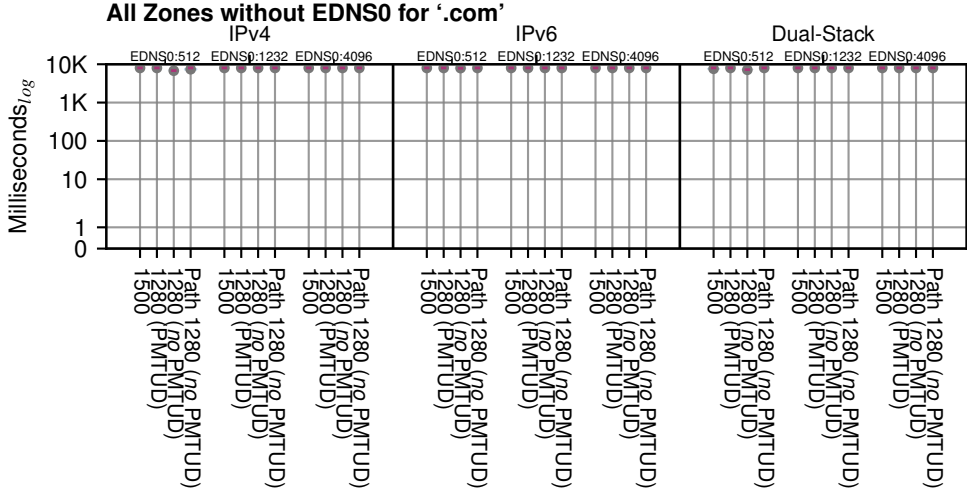 All Zones without EDNS0 for ‘.com’
IPv4 IPv6 Dual-Stack
EDNS0:512 EDNS0:1232 EDNS0:4096 EDNS0:512 EDNS0:1232 EDNS0:4096 EDNS0:512 EDNS0:1232 EDNS0:4096
Milliseconds log
10K
1K
100
10
1
0
1500
1280 (PMTUD)
1280 (no PMTUD)
Path 1280 (no PMTUD)
1500
1280 (PMTUD)
1280 (no PMTUD)
Path 1280 (no PMTUD)
1500
1280 (PMTUD)
1280 (no PMTUD)
Path 1280 (no PMTUD)
1500
1280 (PMTUD)
1280 (no PMTUD)
Path 1280 (no PMTUD)
1500
1280 (PMTUD)
1280 (no PMTUD)
Path 1280 (no PMTUD)
1500
1280 (PMTUD)
1280 (no PMTUD)
Path 1280 (no PMTUD)
1500
1280 (PMTUD)
1280 (no PMTUD)
Path 1280 (no PMTUD)
1500
1280 (PMTUD)
1280 (no PMTUD)
Path 1280 (no PMTUD)
1500
1280 (PMTUD)
1280 (no PMTUD)
Path 1280 (no PMTUD)